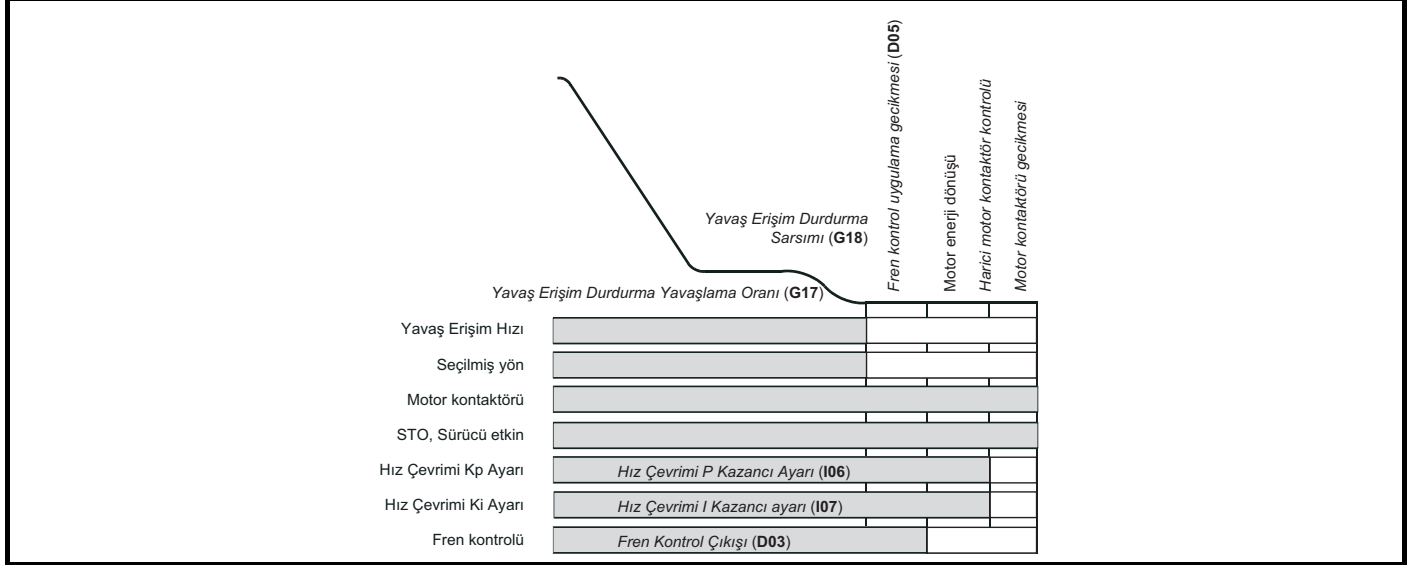 Fren kontrol uygulama gecikmesi (D05)
Motor enerji dönüşü
Harici motor kontaktör kontrolü
Motor kontaktörü gecikmesi
Yavaş Erişim Durdurma
Sarsımı (G18)
Yavaş Erişim Durdurma Yavaşlama Oranı (G17)
Yavaş Erişim Hızı
Seçilmiş yön
Motor kontaktörü
STO, Sürücü etkin
Hız Çevrimi Kp Ayarı
Hız Çevrimi P Kazancı Ayarı (I06)
Hız Çevrimi Ki Ayarı
Hız Çevrimi I Kazancı ayarı (I07)
Fren kontrolü
Fren Kontrol Çıkışı (D03)